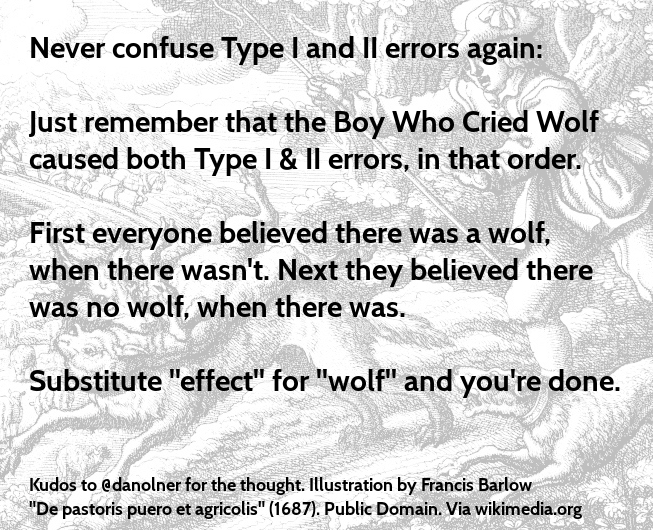 Never confuse Type I and II errors again:
Just remember that the Boy Who Cried Wolf
caused both Type I & II errors, in that order.
First everyone believed there was a wolf,
when there wasn't. Next they believed there
was no wolf, when there was.
Substitute "effect" for "wolf" and you're done.
Kudos to @danolner for the thought. Illustration by Francis Barlow
"De pastoris puero et agricolis" (1687). Public Domain. Via wikimedia.org